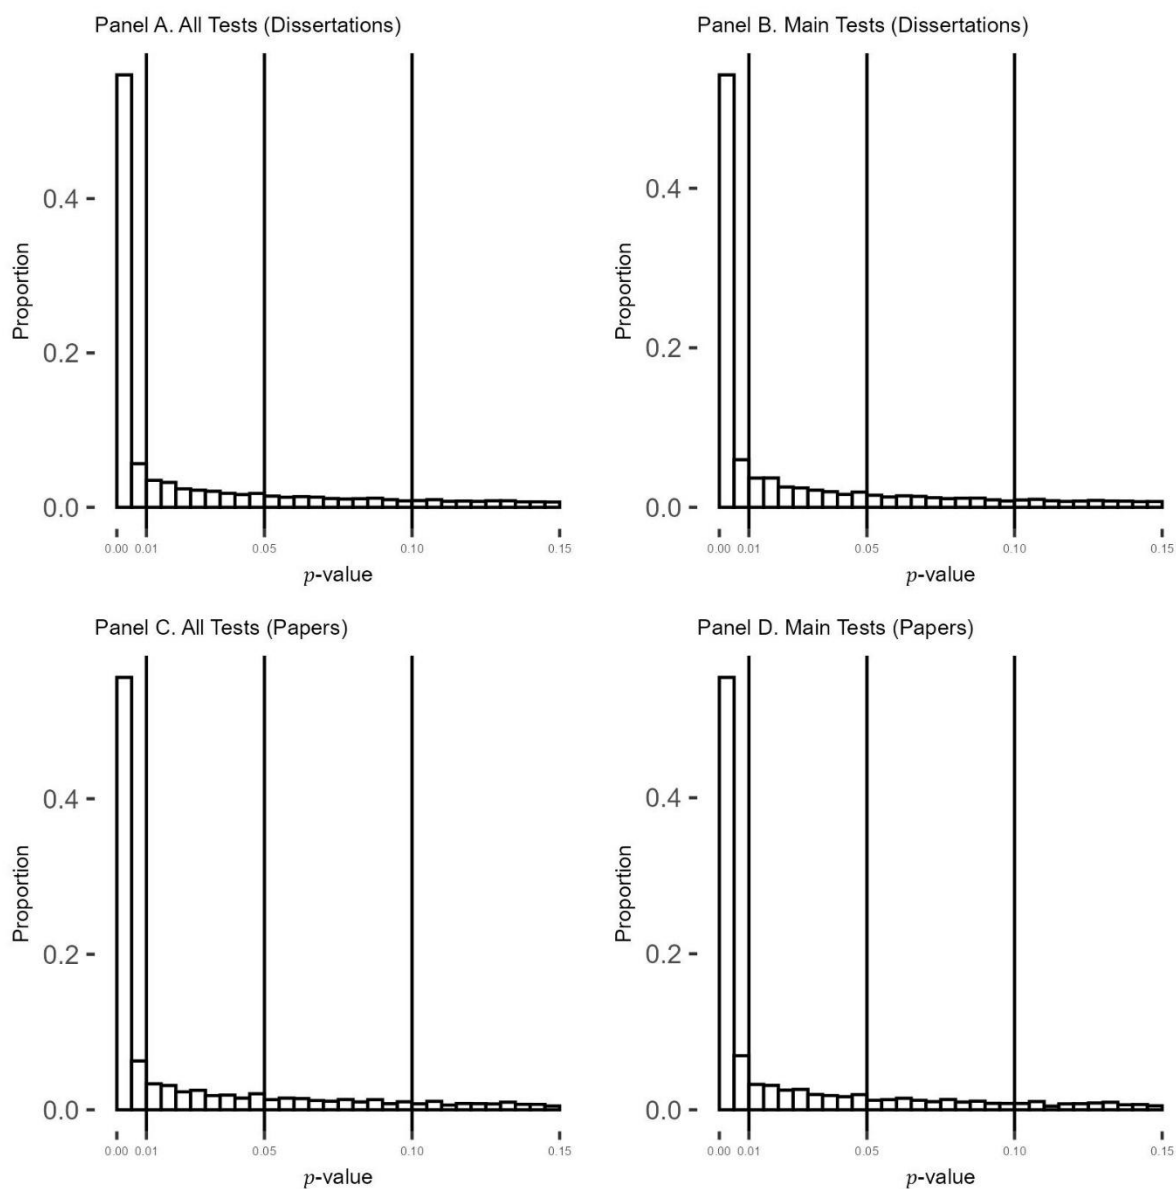 Panel A. All Tests (Dissertations)
Proportion
0.4
0.2
0.0
0.00 0.01 0.05 0.10 0.15
p-value
Panel B. Main Tests (Dissertations)
Proportion
0.4
0.2
0.0
0.00 0.01 0.05 0.10 0.15
p-value
Panel C. All Tests (Papers)
Proportion
0.4
0.2
0.0
0.00 0.01 0.05 0.10 0.15
p-value
Panel D. Main Tests (Papers)
Proportion
0.4
0.2
0.0
0.00 0.01 0.05 0.10 0.15
p-value